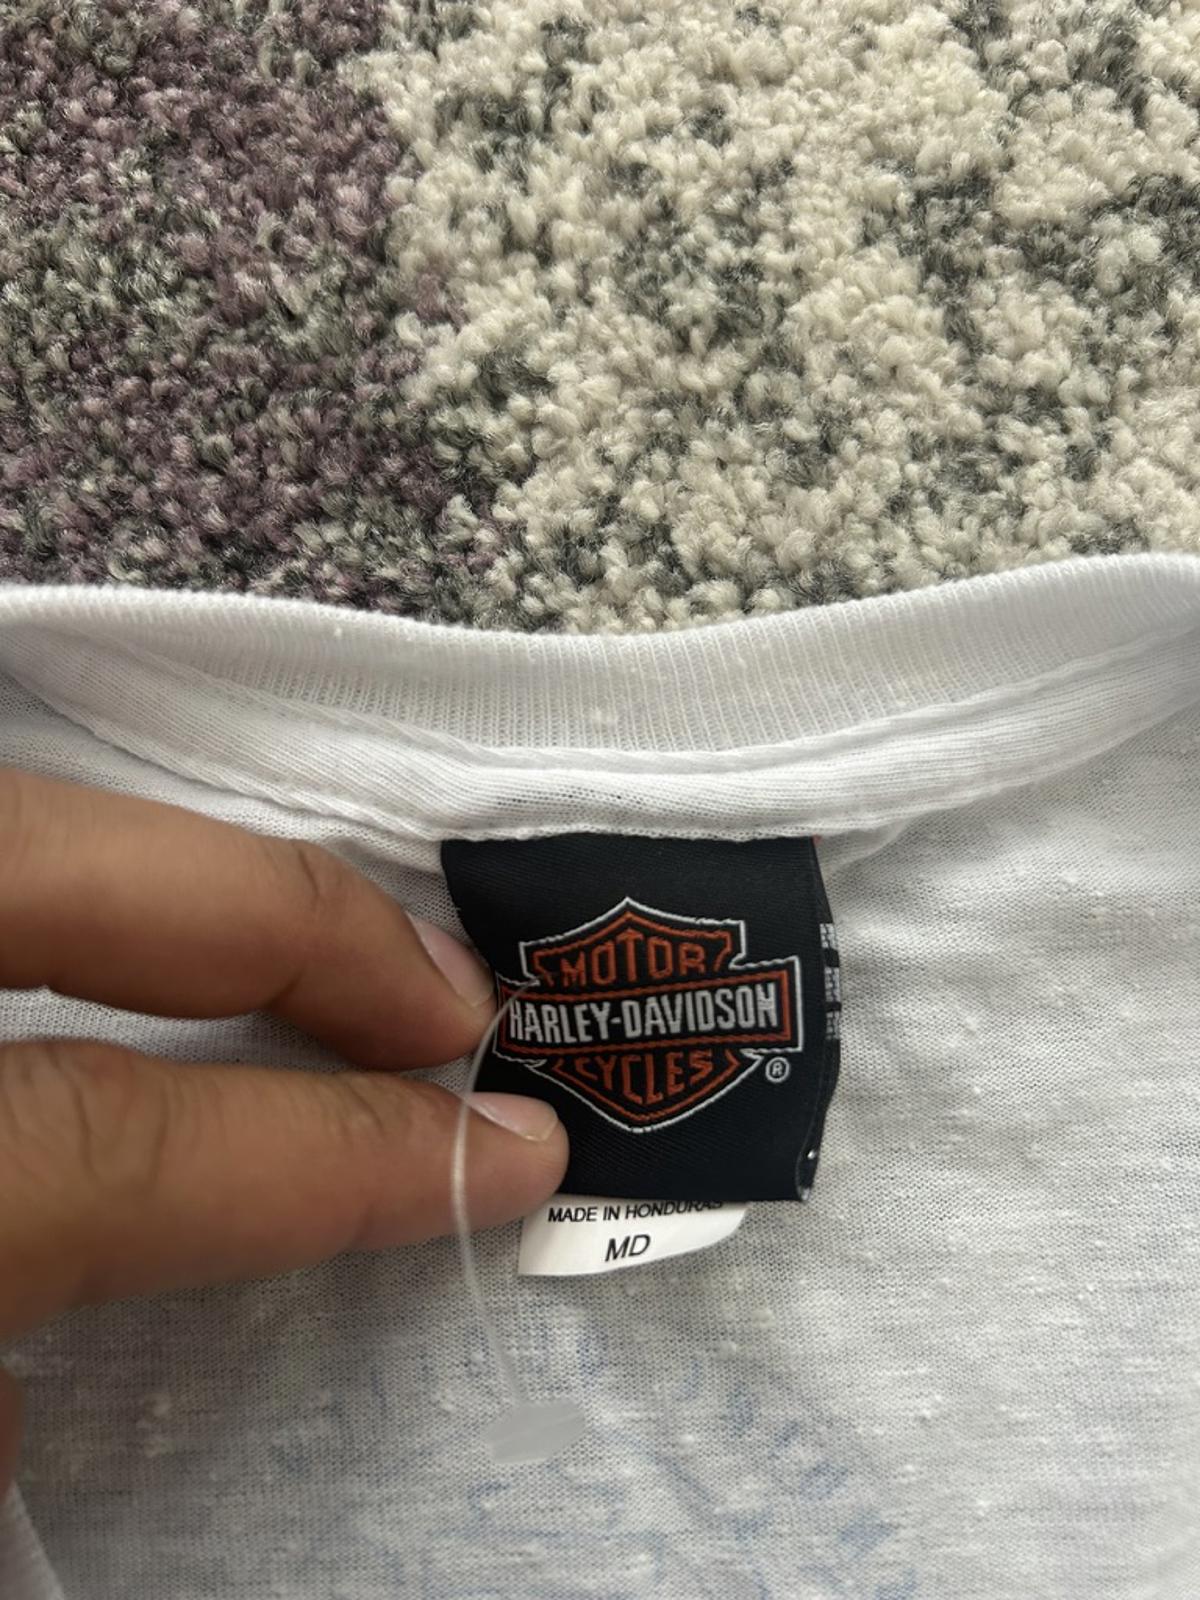 MOTOR
HARLEY-DAVIDSON
CYCLES
®
MADE IN HONDURAS
MD